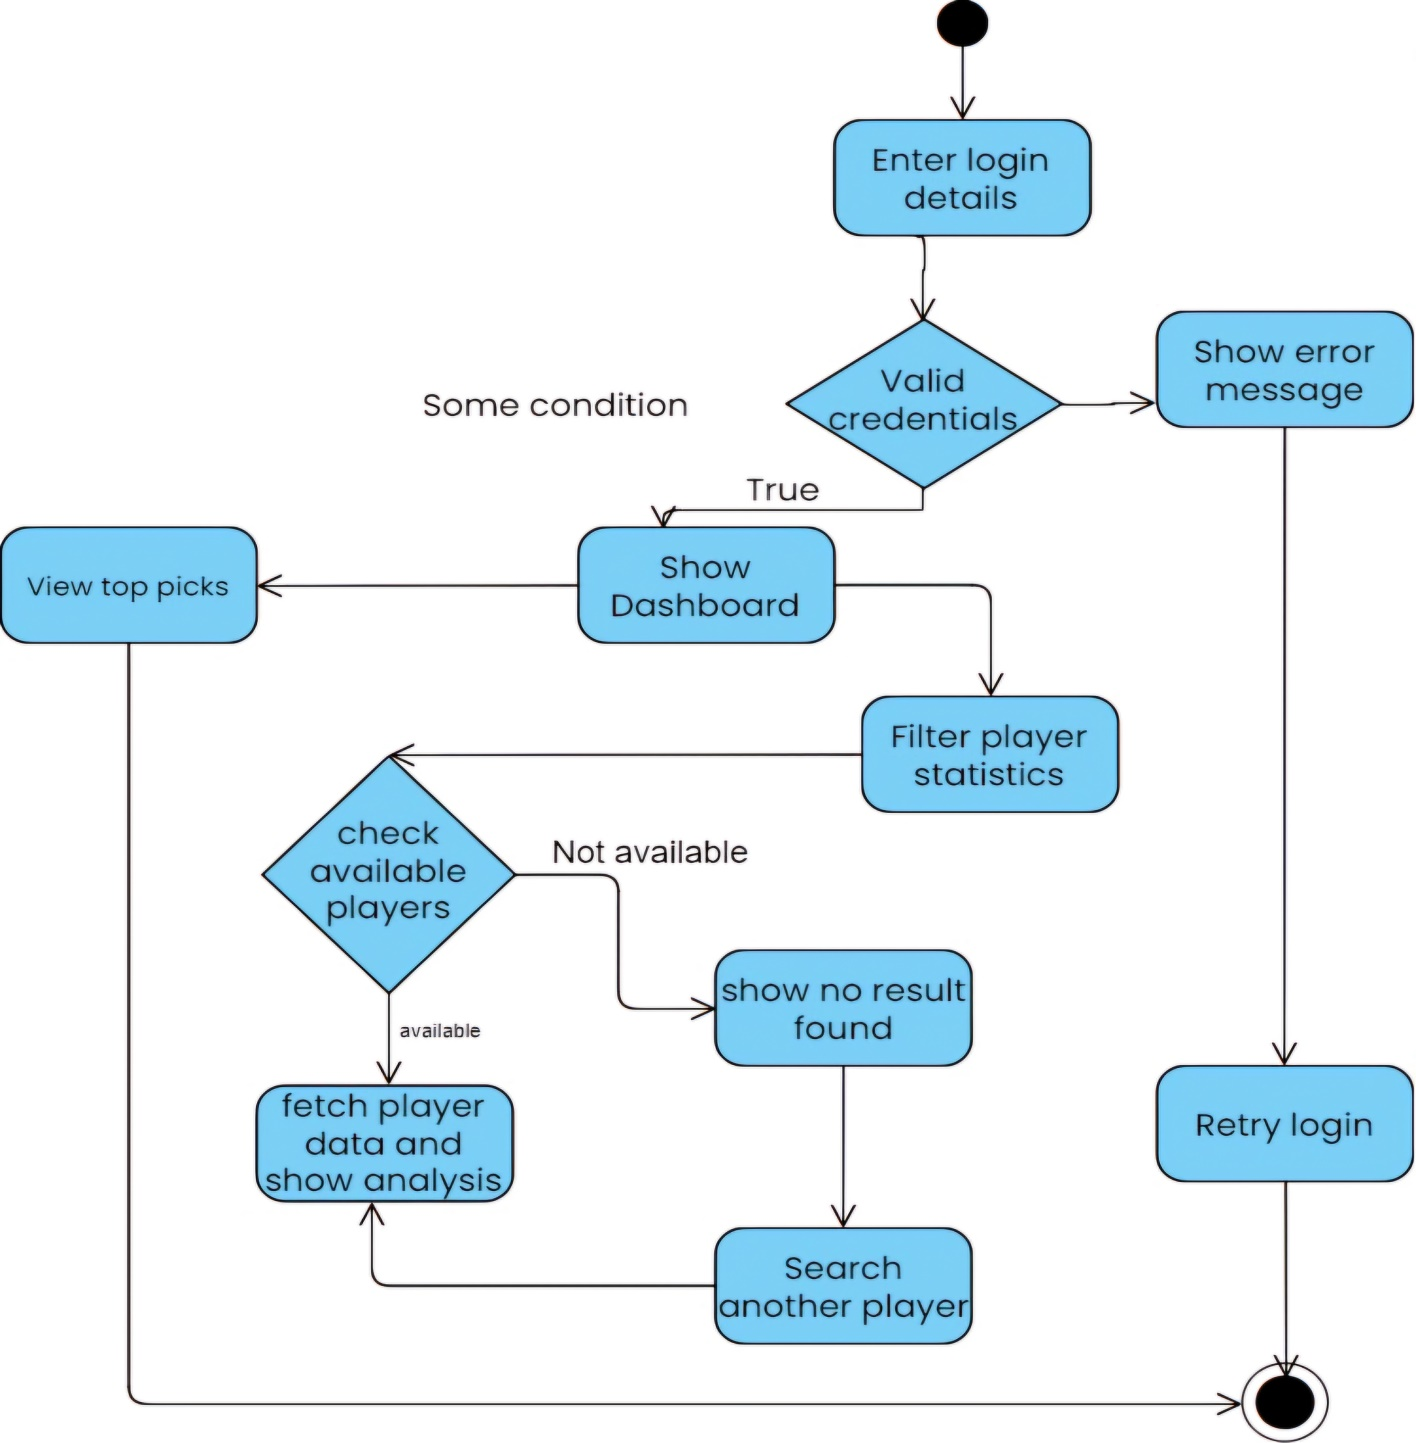 Enter login
details
Valid
credentials
Show error
message
Some condition
True
View top picks
Show
Dashboard
Filter player
statistics
check
available
players
Not available
show no result
found
available
fetch player
data and
show analysis
Retry login
Search
another player